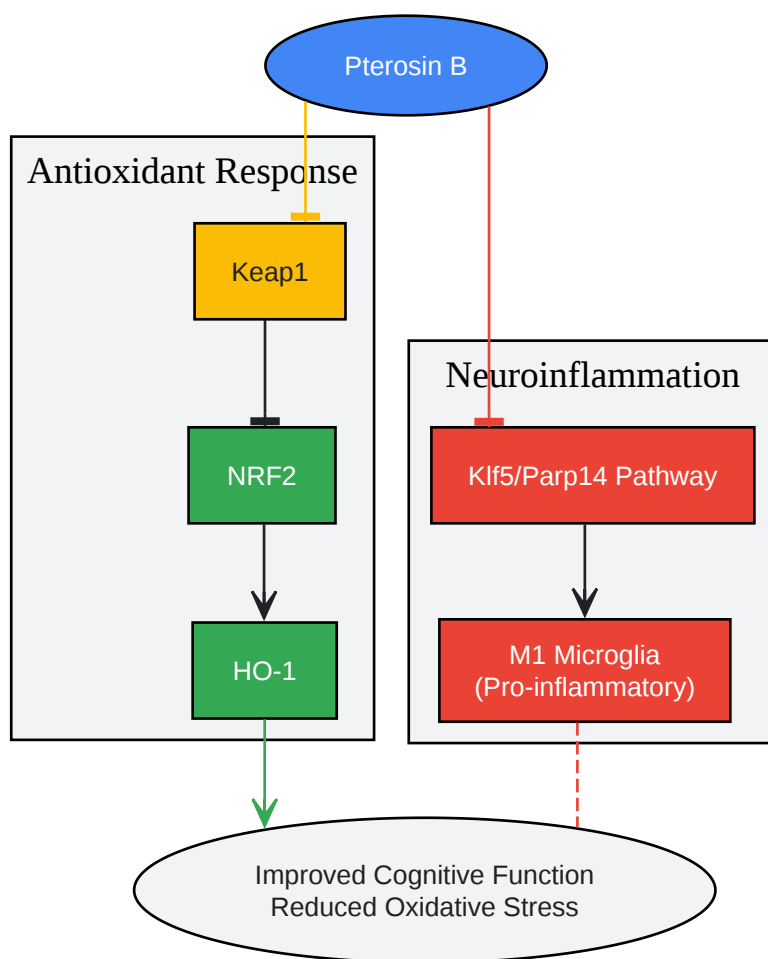 Pterosin B
Antioxidant Response
Keap1
NRF2
HO-1
Neuroinflammation
Klf5/Parp14 Pathway
M1 Microglia
(Pro-inflammatory)
Improved Cognitive Function
Reduced Oxidative Stress